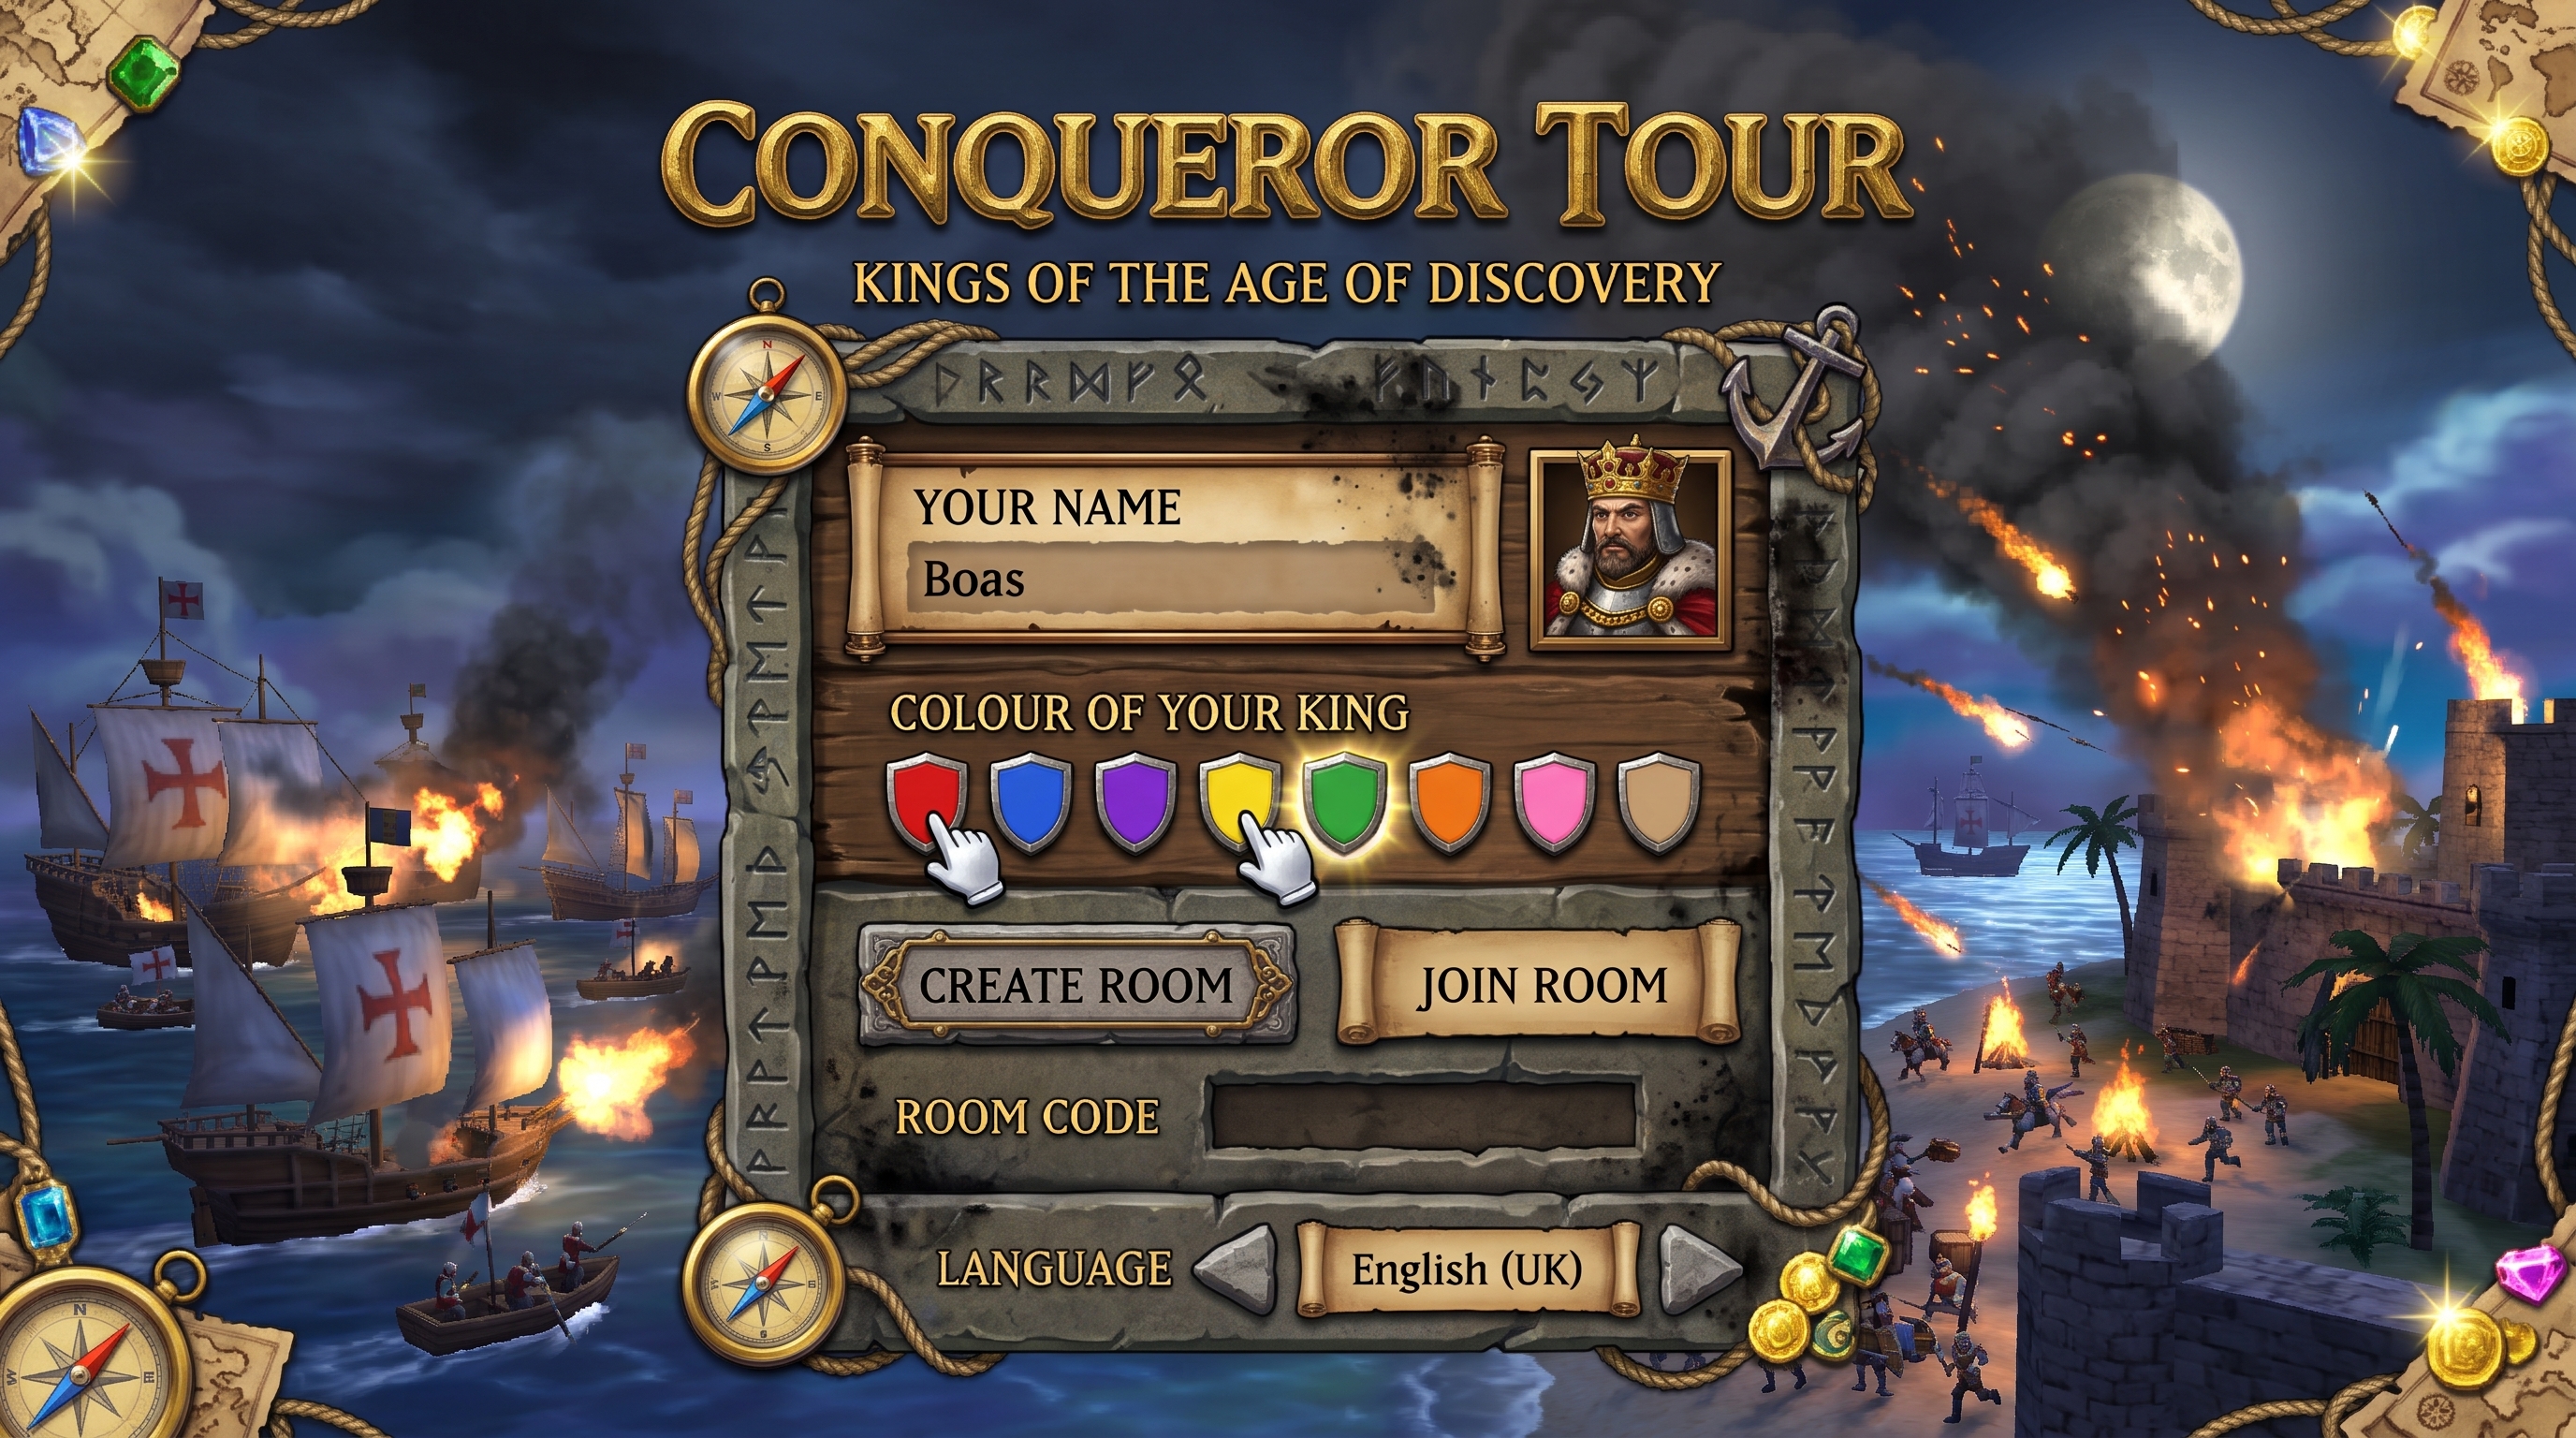 CONQUEROR TOUR
KINGS OF THE AGE OF DISCOVERY
YOUR NAME
Boas
COLOUR OF YOUR KING
CREATE ROOM
JOIN ROOM
ROOM CODE
LANGUAGE
English (UK)